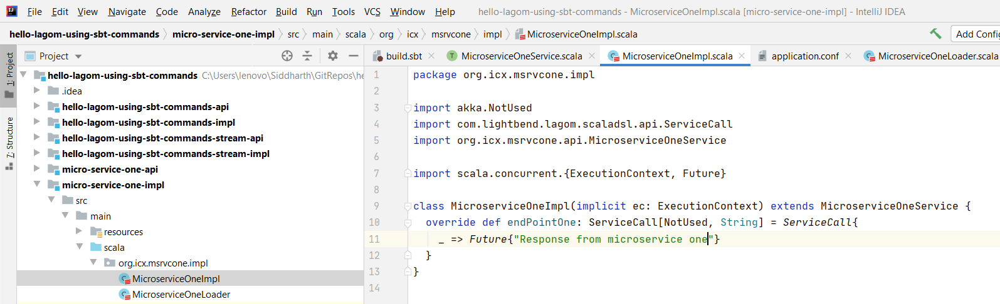 File Edit View Navigate Code Analyze Refactor Build Run Tools VCS Window Help hello-lagom-using-sbt-commands - MicroserviceOneImpl.scala [micro-service-one-impl] - IntelliJ IDEA
hello-lagom-using-sbt-commands micro-service-one-impl src main scala org icx msrvcone impl MicroserviceOneImpl.scala Add Config
1: Project
7: Structure
Project
hello-lagom-using-sbt-commands C:\Users\lenovo\Siddharth\GitRepos\he
.idea
hello-lagom-using-sbt-commands-api
hello-lagom-using-sbt-commands-impl
hello-lagom-using-sbt-commands-stream-api
hello-lagom-using-sbt-commands-stream-impl
micro-service-one-api
micro-service-one-impl
src
main
resources
scala
org.icx.msrvcone.impl
MicroserviceOneImpl
MicroserviceOneLoader
build.sbt MicroserviceOneService.scala MicroserviceOneImpl.scala application.conf MicroserviceOneLoader.scala
1 package org.icx.msrvcone.impl
2
3 import akka.NotUsed
4 import com.lightbend.lagom.scaladsl.api.ServiceCall
5 import org.icx.msrvcone.api.MicroserviceOneService
6
7 import scala.concurrent.{ExecutionContext, Future}
8
9 class MicroserviceOneImpl(implicit ec: ExecutionContext) extends MicroserviceOneService {
10 override def endPointOne: ServiceCall[NotUsed, String] = ServiceCall{
11 _ => Future{"Response from microservice one"}
12 }
13 }
14